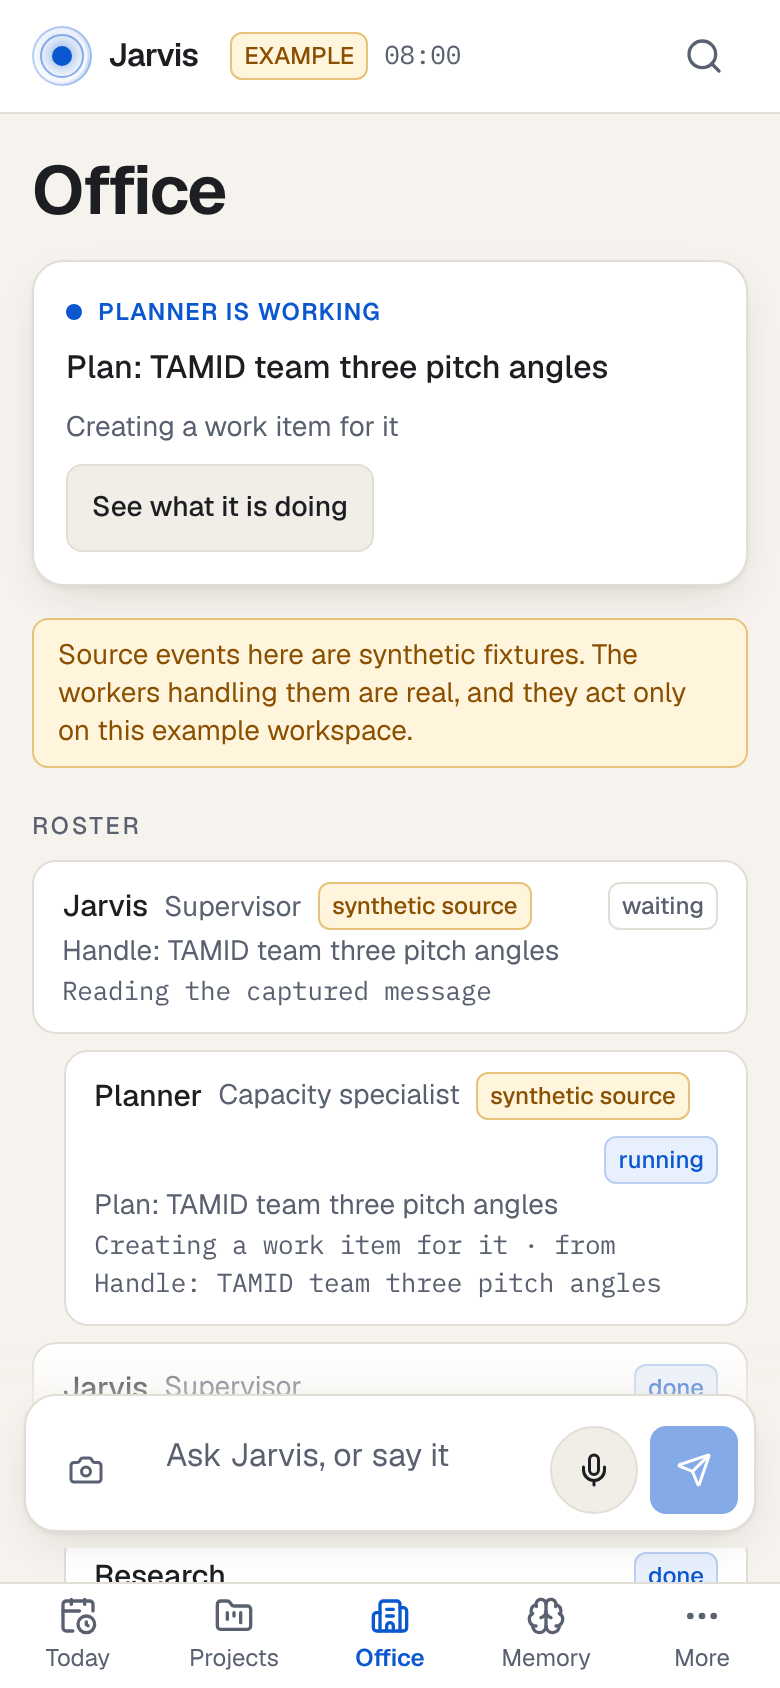 Jarvis EXAMPLE 08:00
Office
PLANNER IS WORKING
Plan: TAMID team three pitch angles
Creating a work item for it
See what it is doing
Source events here are synthetic fixtures. The
workers handling them are real, and they act only
on this example workspace.
ROSTER
Jarvis Supervisor synthetic source waiting
Handle: TAMID team three pitch angles
Reading the captured message
Planner Capacity specialist synthetic source
running
Plan: TAMID team three pitch angles
Creating a work item for it · from
Handle: TAMID team three pitch angles
Jarvis Supervisor done
Ask Jarvis, or say it
Research done
Today Projects Office Memory More